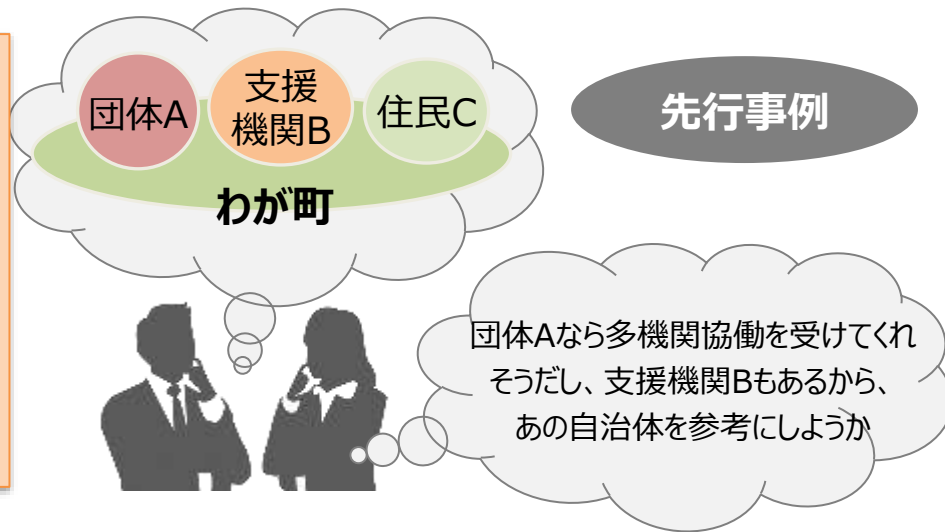 団体A
支援
機関B
住民C
わが町
先行事例
団体Aなら多機関協働を受けてくれ
そうだし、支援機関Bもあるから、
あの自治体を参考にしようか